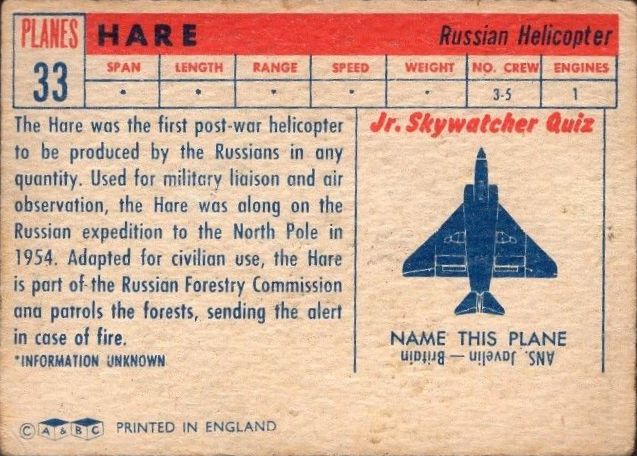 PLANES
33
HARE
Russian Helicopter
SPAN LENGTH RANGE SPEED WEIGHT NO. CREW ENGINES
* * * * * 3-5 1
The Hare was the first post-war helicopter
to be produced by the Russians in any
quantity. Used for military liaison and air
observation, the Hare was along on the
Russian expedition to the North Pole in
1954. Adapted for civilian use, the Hare
is part of the Russian Forestry Commission
ana patrols the forests, sending the alert
in case of fire.
*INFORMATION UNKNOWN
Jr. Skywatcher Quiz
NAME THIS PLANE
ANS. Javelin — Britain
© A & BC PRINTED IN ENGLAND